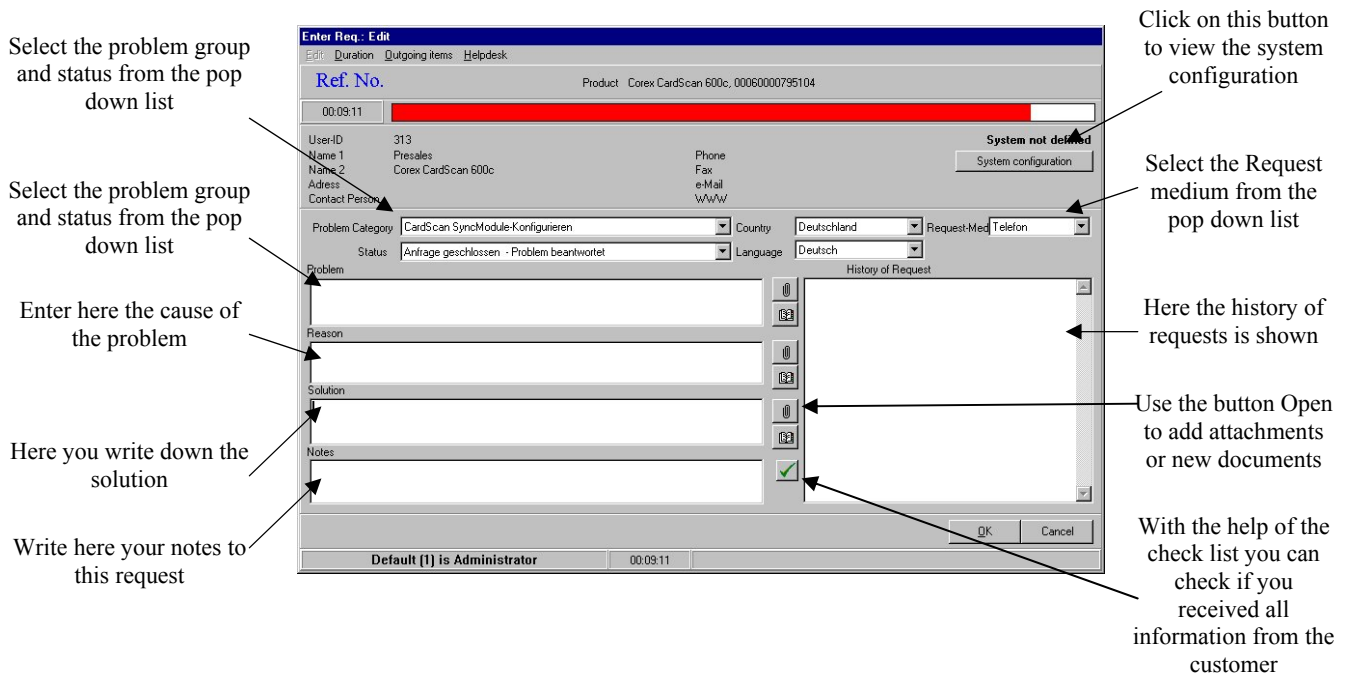 Select the problem group
and status from the pop
down list
Select the problem group
and status from the pop
down list
Enter here the cause of
the problem
Here you write down the
solution
Write here your notes to
this request
Enter Req.: Edit
Edit Duration Outgoing items Helpdesk
Ref. No. Product Corex CardScan 600c, 00060000795104
00:09:11
User-ID 313 System not defined
Name 1 Presales Phone System configuration
Name 2 Corex CardScan 600c Fax
Adress e-Mail
Contact Person WWW
Problem Category CardScan SyncModule-Konfigurieren Country Deutschland Request-Med Telefon
Status Anfrage geschlossen - Problem beantwortet Language Deutsch
Problem History of Request
Reason
Solution
Notes
OK Cancel
Default (1) is Administrator 00:09:11
Click on this button
to view the system
configuration
Select the Request
medium from the
pop down list
Here the history of
requests is shown
Use the button Open
to add attachments
or new documents
With the help of the
check list you can
check if you
received all
information from the
customer